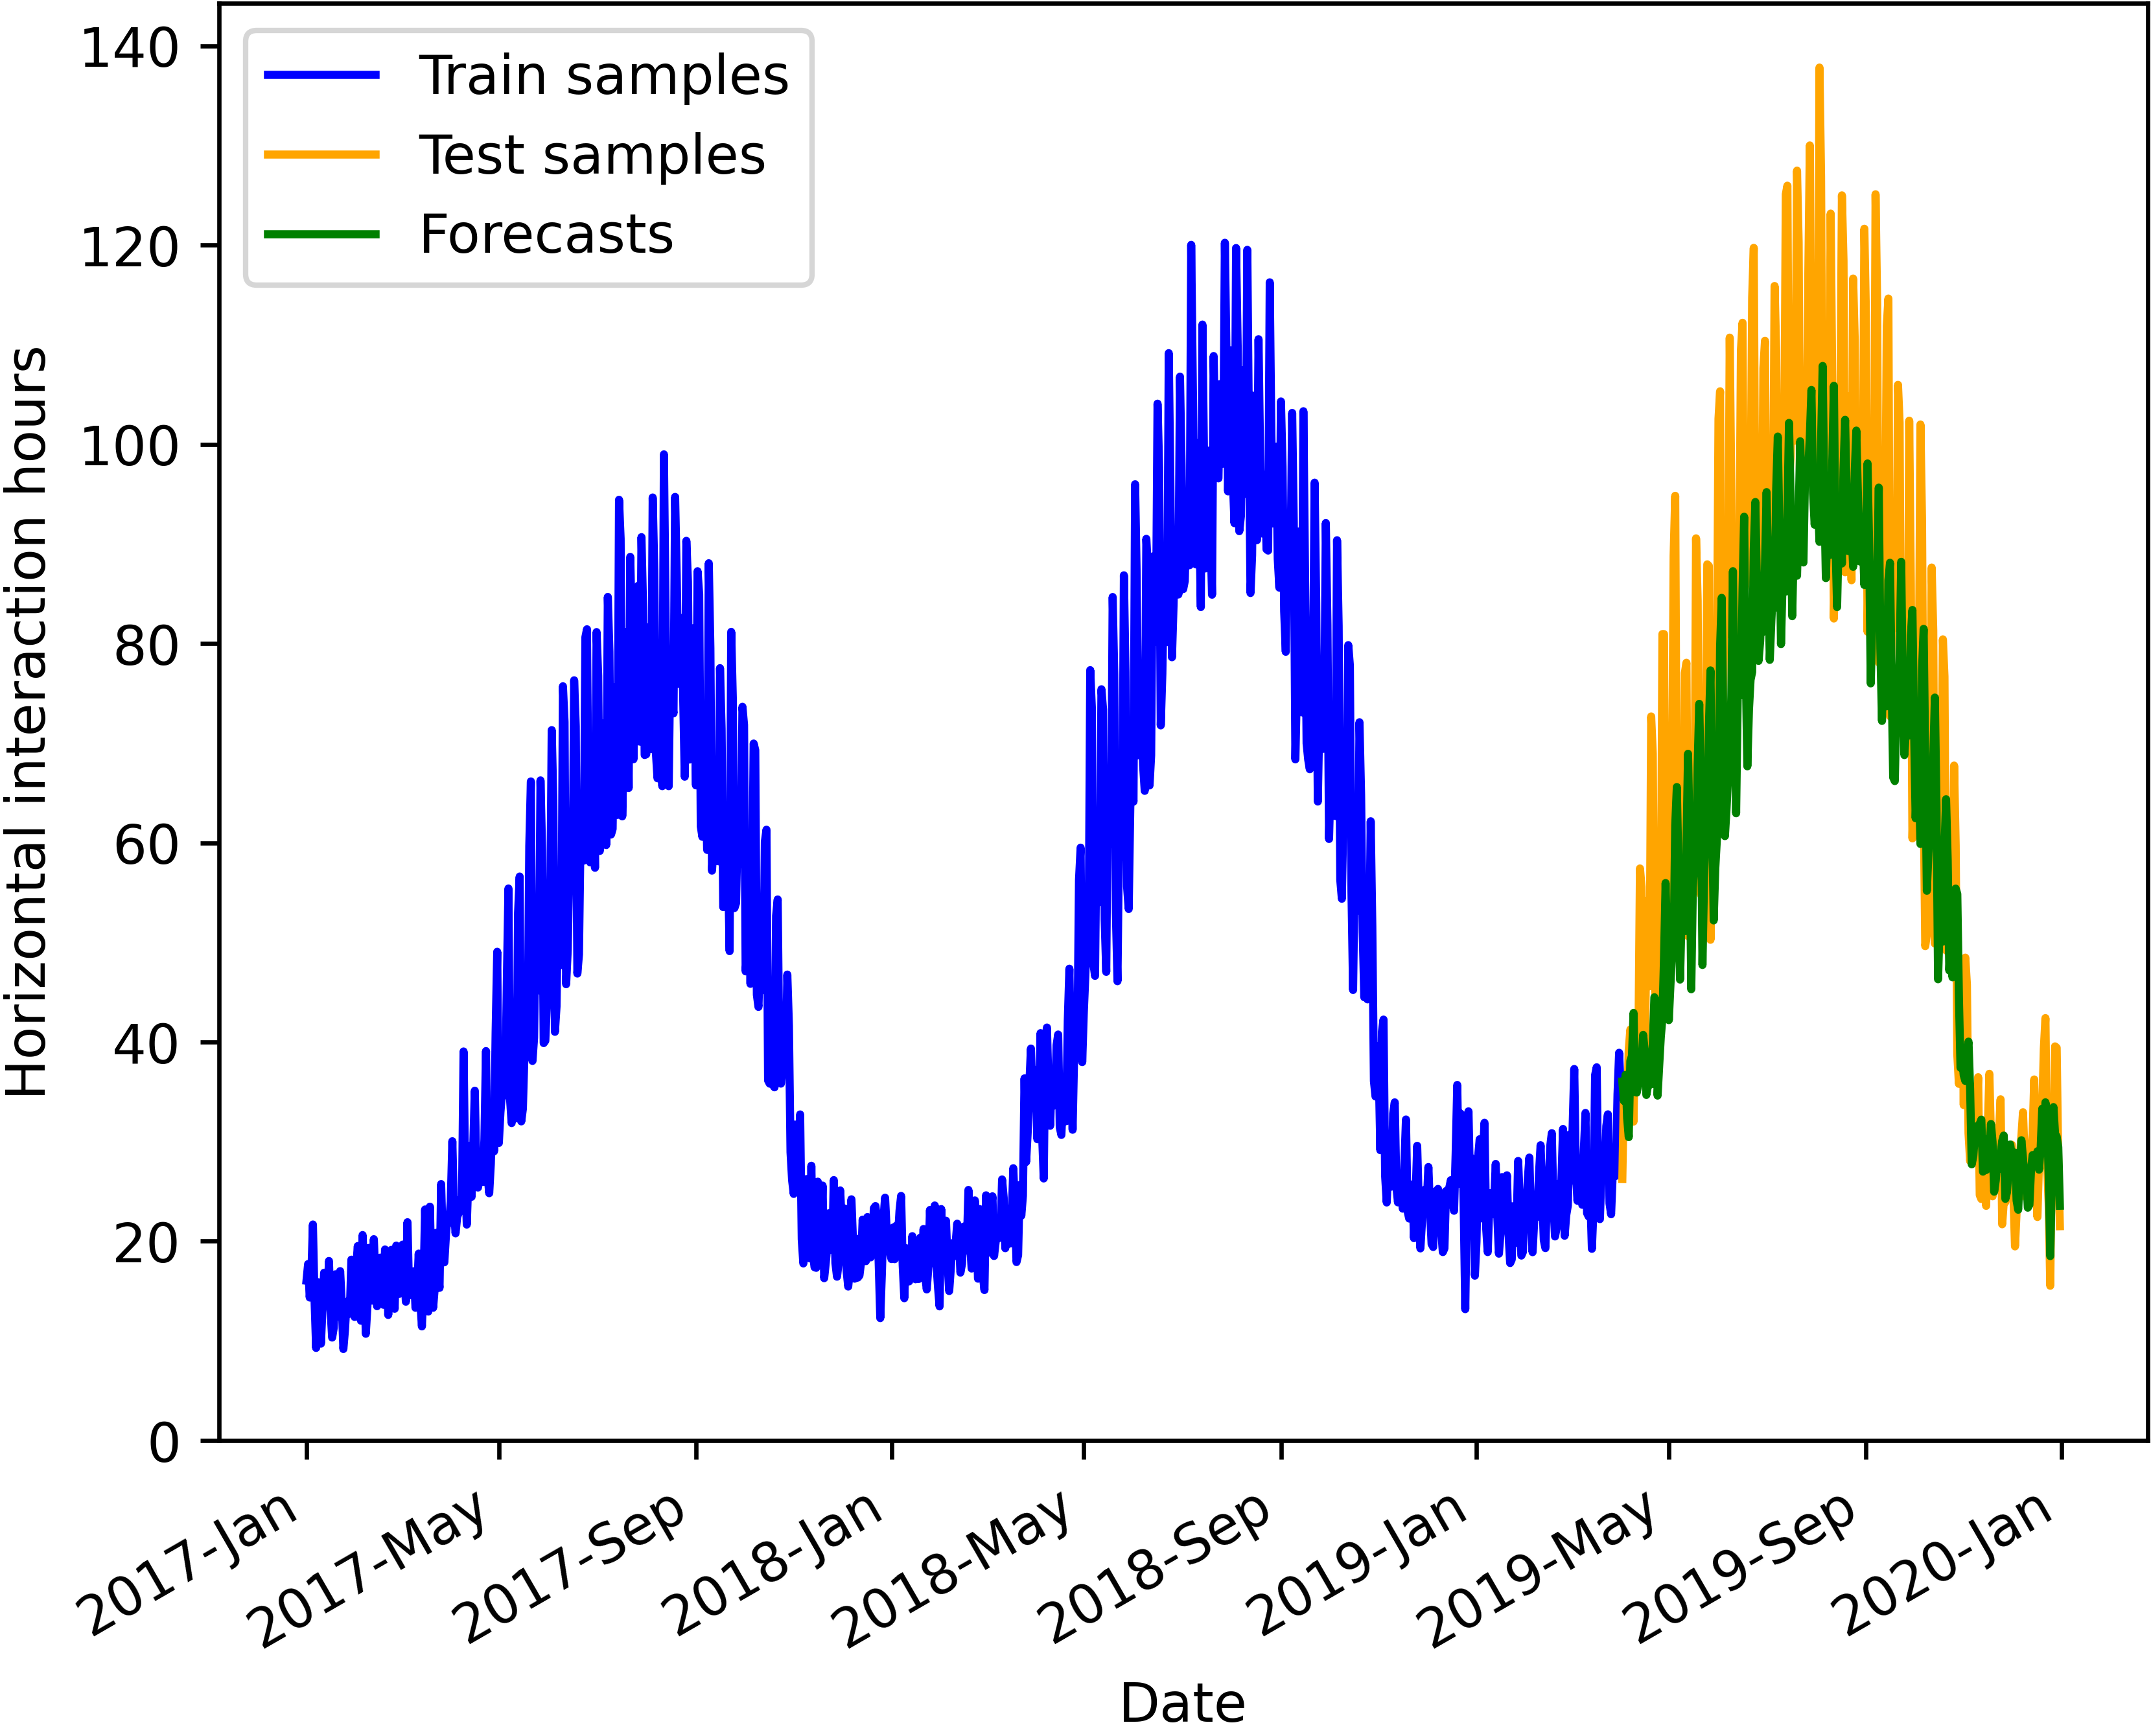 140
120
100
80
60
40
20
0
Horizontal interaction hours
Train samples
Test samples
Forecasts
2017-Jan
2017-May
2017-Sep
2018-Jan
2018-May
2018-Sep
2019-Jan
2019-May
2019-Sep
2020-Jan
Date